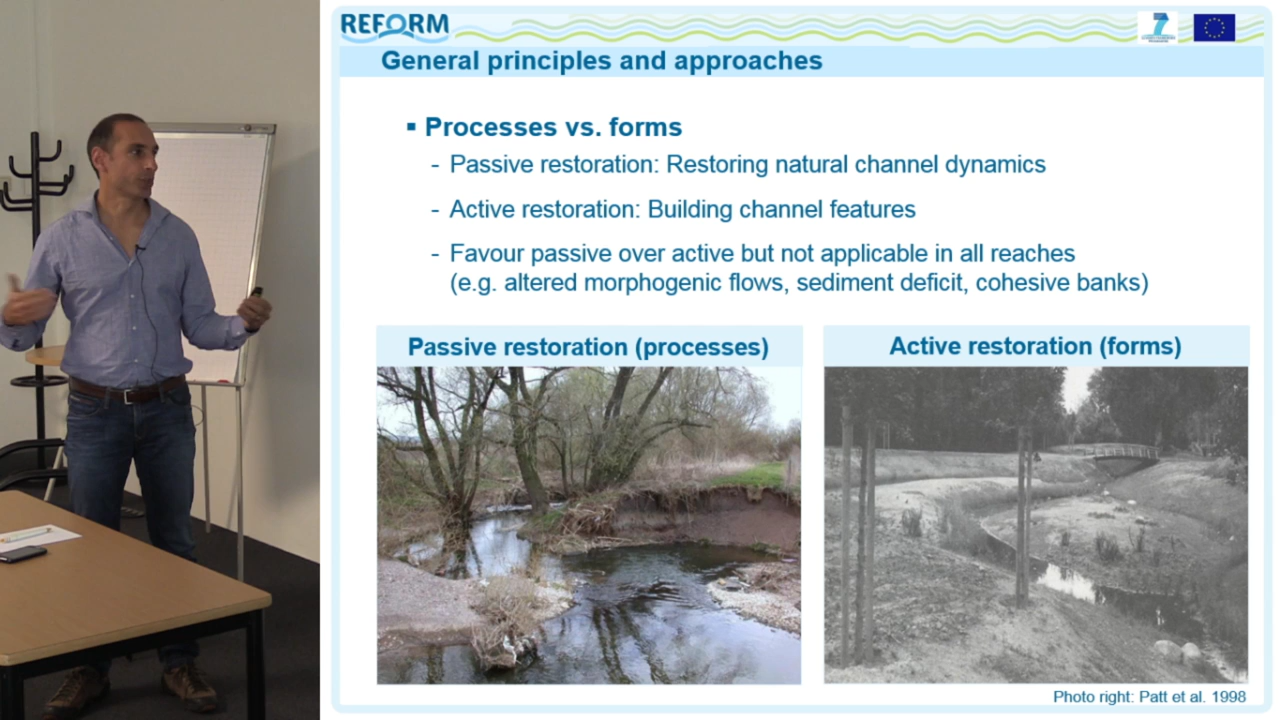 REFORM
General principles and approaches
▪ Processes vs. forms
- Passive restoration: Restoring natural channel dynamics
- Active restoration: Building channel features
- Favour passive over active but not applicable in all reaches
(e.g. altered morphogenic flows, sediment deficit, cohesive banks)
Passive restoration (processes)
Active restoration (forms)
Photo right: Patt et al. 1998